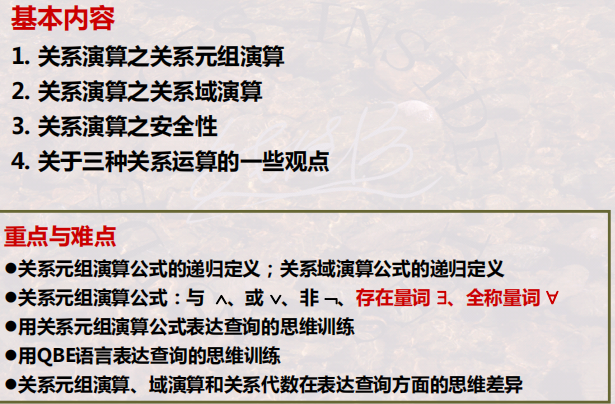 基本内容
1. 关系演算之关系元组演算
2. 关系演算之关系域演算
3. 关系演算之安全性
4. 关于三种关系运算的一些观点
重点与难点
●关系元组演算公式的递归定义；关系域演算公式的递归定义
●关系元组演算公式：与 ∧、或 ∨、非 ¬、存在量词 ∃、全称量词 ∀
●用关系元组演算公式表达查询的思维训练
●用QBE语言表达查询的思维训练
●关系元组演算、域演算和关系代数在表达查询方面的思维差异